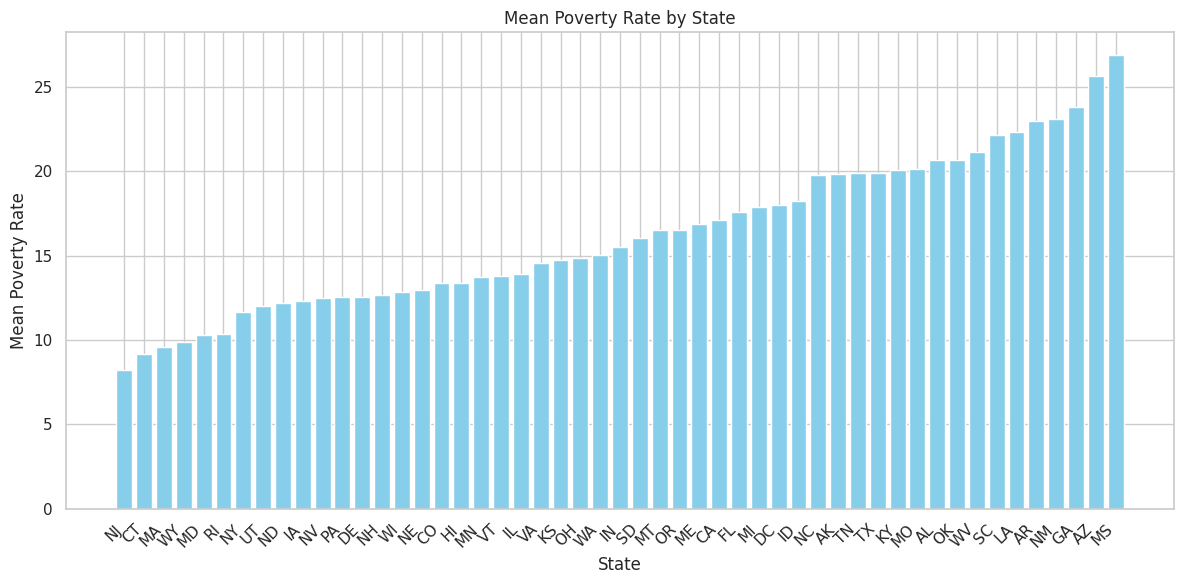 Mean Poverty Rate by State
Mean Poverty Rate
25
20
15
10
5
0
NJ CT MA WY MD RI NY UT ND IA NV PA DE NH WI NE CO HI MN VT IL VA KS OH WA IN SD MT OR ME CA FL MI DC ID NC AK TN TX KY MO AL OK WV SC LA AR NM GA AZ MS
State